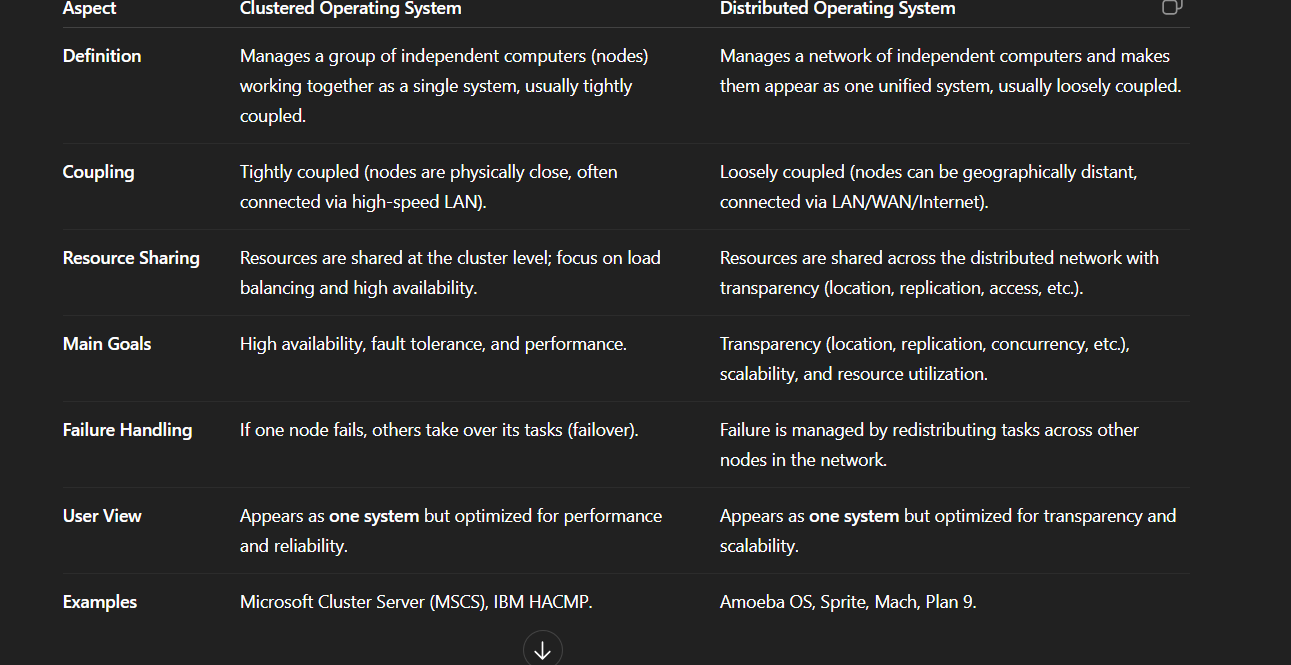 Aspect Clustered Operating System Distributed Operating System
Definition Manages a group of independent computers (nodes) Manages a network of independent computers and makes
working together as a single system, usually tightly them appear as one unified system, usually loosely coupled.
coupled.
Coupling Tightly coupled (nodes are physically close, often Loosely coupled (nodes can be geographically distant,
connected via high-speed LAN). connected via LAN/WAN/Internet).
Resource Sharing Resources are shared at the cluster level; focus on load Resources are shared across the distributed network with
balancing and high availability. transparency (location, replication, access, etc.).
Main Goals High availability, fault tolerance, and performance. Transparency (location, replication, concurrency, etc.),
scalability, and resource utilization.
Failure Handling If one node fails, others take over its tasks (failover). Failure is managed by redistributing tasks across other
nodes in the network.
User View Appears as one system but optimized for performance Appears as one system but optimized for transparency and
and reliability. scalability.
Examples Microsoft Cluster Server (MSCS), IBM HACMP. Amoeba OS, Sprite, Mach, Plan 9.